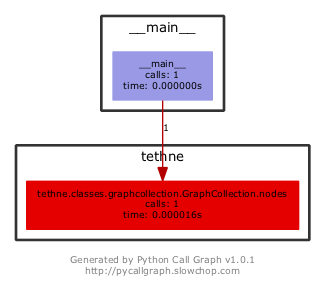 __main__
__main__
calls: 1
time: 0.000000s
1
tethne
tethne.classes.graphcollection.GraphCollection.nodes
calls: 1
time: 0.000016s
Generated by Python Call Graph v1.0.1
http://pycallgraph.slowchop.com